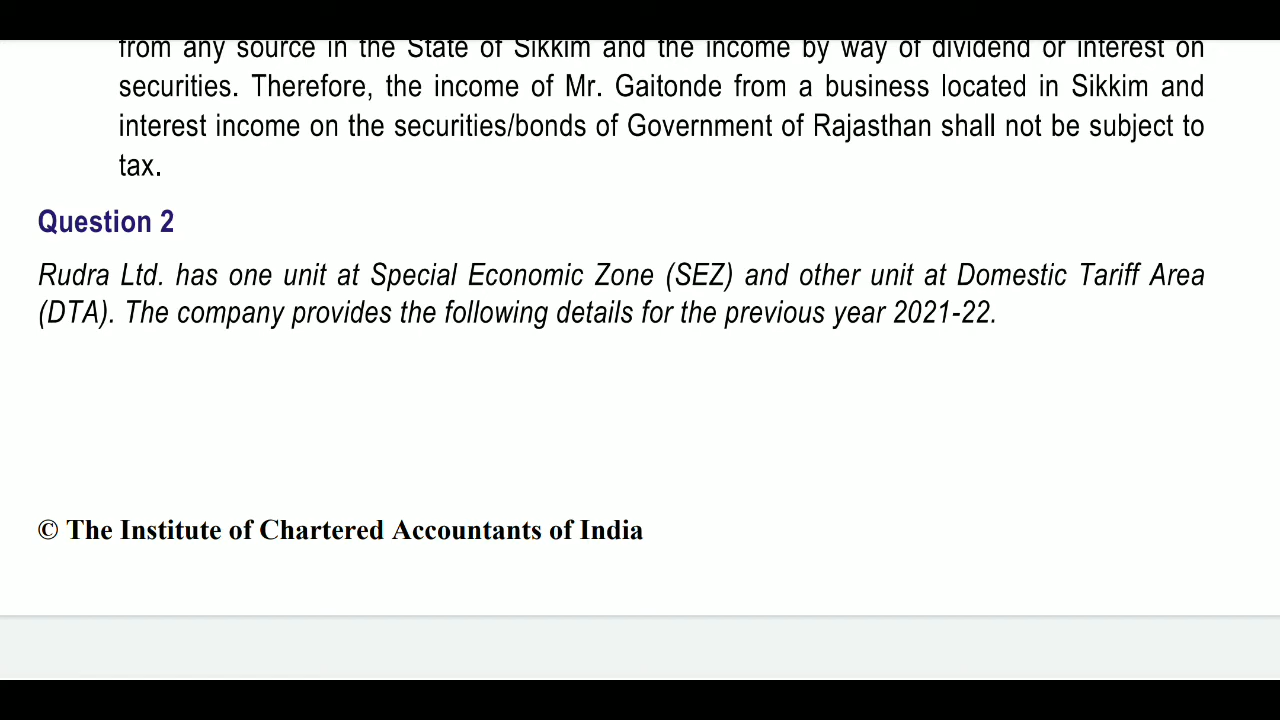 from any source in the State of Sikkim and the income by way of dividend or interest on
securities. Therefore, the income of Mr. Gaitonde from a business located in Sikkim and
interest income on the securities/bonds of Government of Rajasthan shall not be subject to
tax.
Question 2
Rudra Ltd. has one unit at Special Economic Zone (SEZ) and other unit at Domestic Tariff Area
(DTA). The company provides the following details for the previous year 2021-22.
© The Institute of Chartered Accountants of India